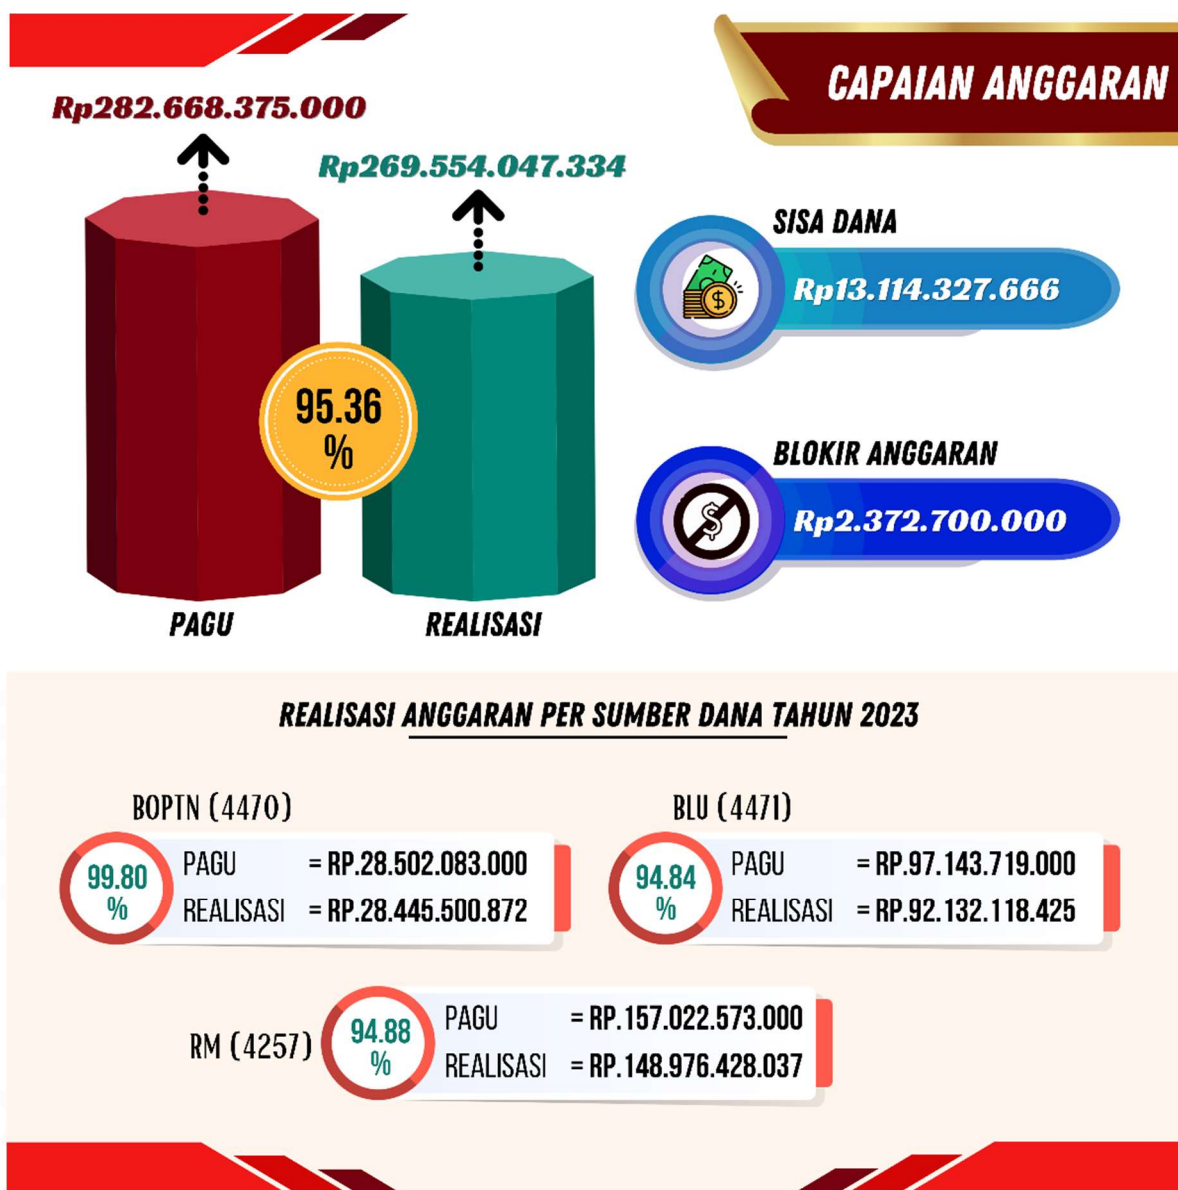 CAPAIAN ANGGARAN
Rp282.668.375.000
Rp269.554.047.334
95.36
%
PAGU
REALISASI
SISA DANA
Rp13.114.327.666
BLOKIR ANGGARAN
Rp2.372.700.000
REALISASI ANGGARAN PER SUMBER DANA TAHUN 2023
BOPTN (4470)
99.80
%
PAGU = RP.28.502.083.000
REALISASI = RP.28.445.500.872
BLU (4471)
94.84
%
PAGU = RP.97.143.719.000
REALISASI = RP.92.132.118.425
RM (4257)
94.88
%
PAGU = RP.157.022.573.000
REALISASI = RP.148.976.428.037